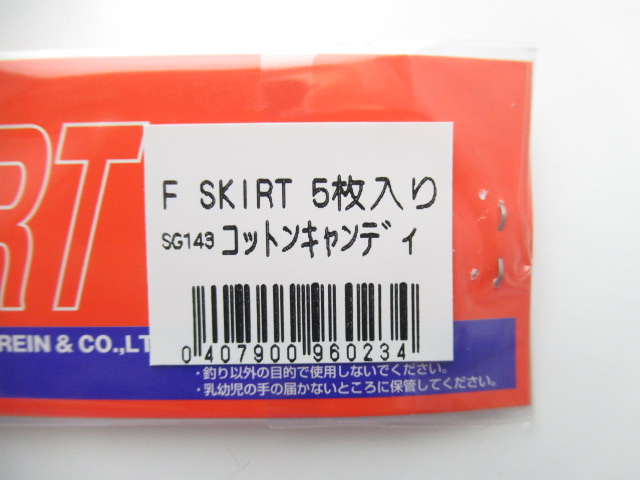 RT
F SKIRT 5枚入り
SG143 コットンキャンディ
REIN & CO.,LT
0 407900 960234
・釣り以外の目的で使用しないでください。
・乳幼児の手の届かないところに保管してください。